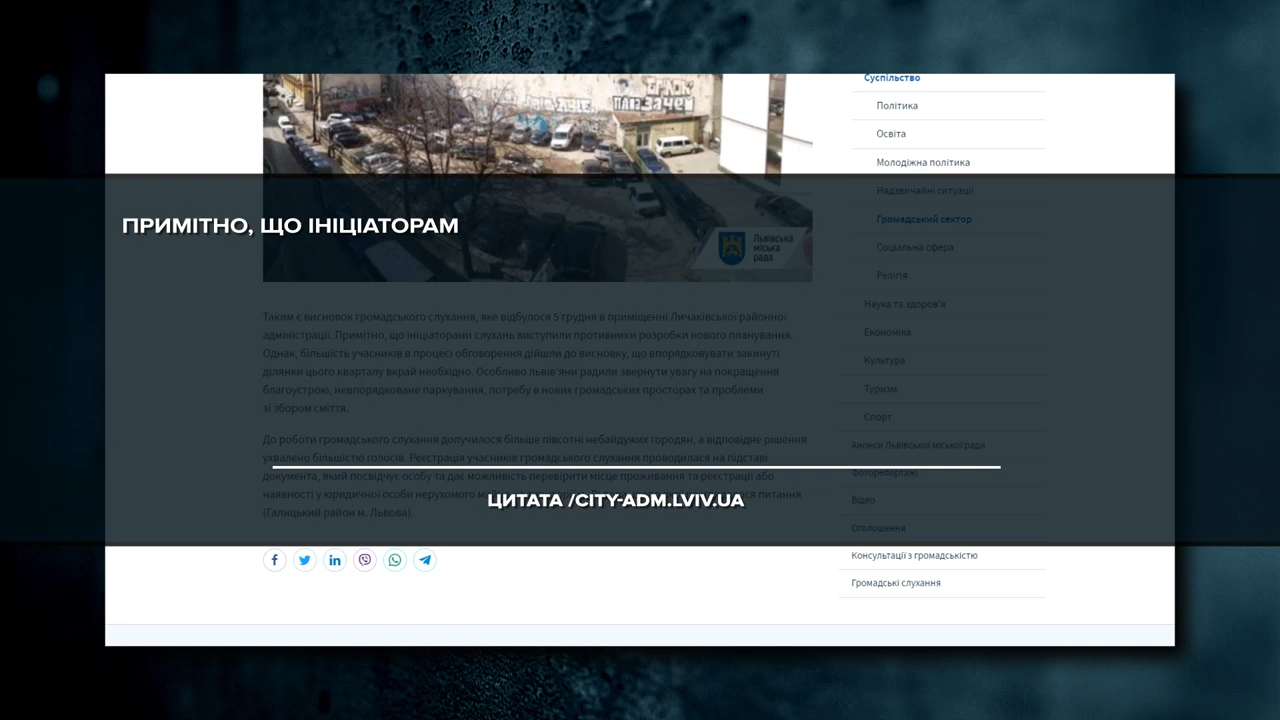 Суспільство
Політика
Освіта
Молодіжна політика
Надзвичайні ситуації
Громадський сектор
Соціальна сфера
Релігія
Наука та здоров'я
Економіка
Культура
Туризм
Спорт
Анонси Львівської міської ради
Фоторепортажі
Відео
Оголошення
Консультації з громадськістю
Громадські слухання
ПРИМІТНО, ЩО ІНІЦІАТОРАМ
Львівська
міська
рада
Таким є висновок громадського слухання, яке відбулося 5 грудня в приміщенні Личаківської районної
адміністрації. Примітно, що ініціаторами слухань виступили противники розробки нового планування.
Однак, більшість учасників в процесі обговорення дійшли до висновку, що впорядковувати закинуті
ділянки цього кварталу вкрай необхідно. Особливо львів'яни радили звернути увагу на покращення
благоустрою, невпорядковане паркування, потребу в нових громадських просторах та проблеми
зі збором сміття.
До роботи громадського слухання долучилося більше півсотні небайдужих городян, а відповідне рішення
ухвалено більшістю голосів. Реєстрація учасників громадського слухання проводилася на підставі
документа, який посвідчує особу та дає можливість перевірити місце проживання та реєстрації або
наявності у юридичної особи нерухомого питання
(Галицький район м. Львова).
ЦИТАТА /CITY-ADM.LVIV.UA